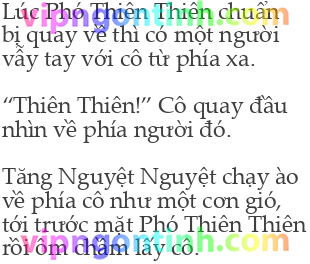 Lúc Phó Thiên Thiên chuẩn
bị quay về thì có một người
vẫy tay với cô từ phía xa.
“Thiên Thiên!” Cô quay đầu
nhìn về phía người đó.
Tăng Nguyệt Nguyệt chạy ào
về phía cô như một cơn gió,
tới trước mặt Phó Thiên Thiên
rồi ôm chầm lấy cô.
vipngontinh.com
vipngontinh.com